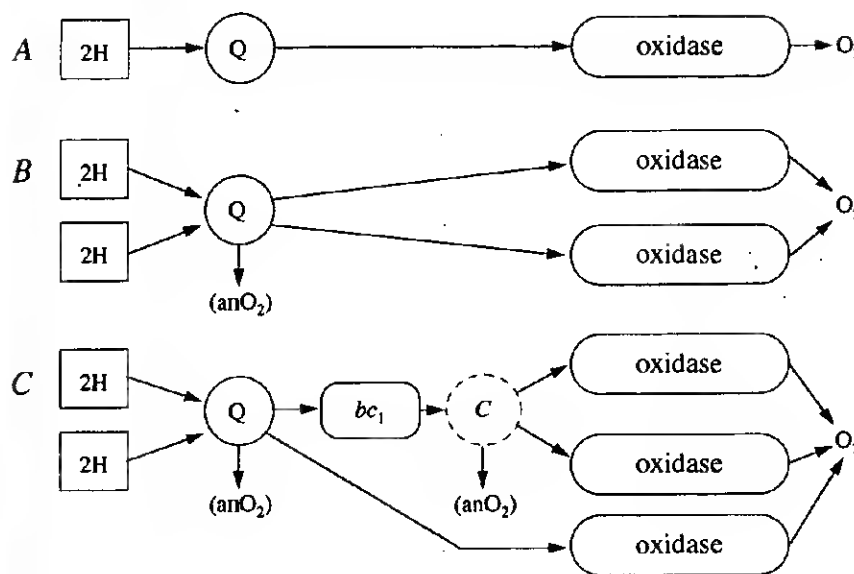 A 2H Q oxidase O
B 2H Q oxidase O
2H oxidase
(anO₂)
C 2H Q bc₁ C oxidase O
2H oxidase
(anO₂) (anO₂) oxidase